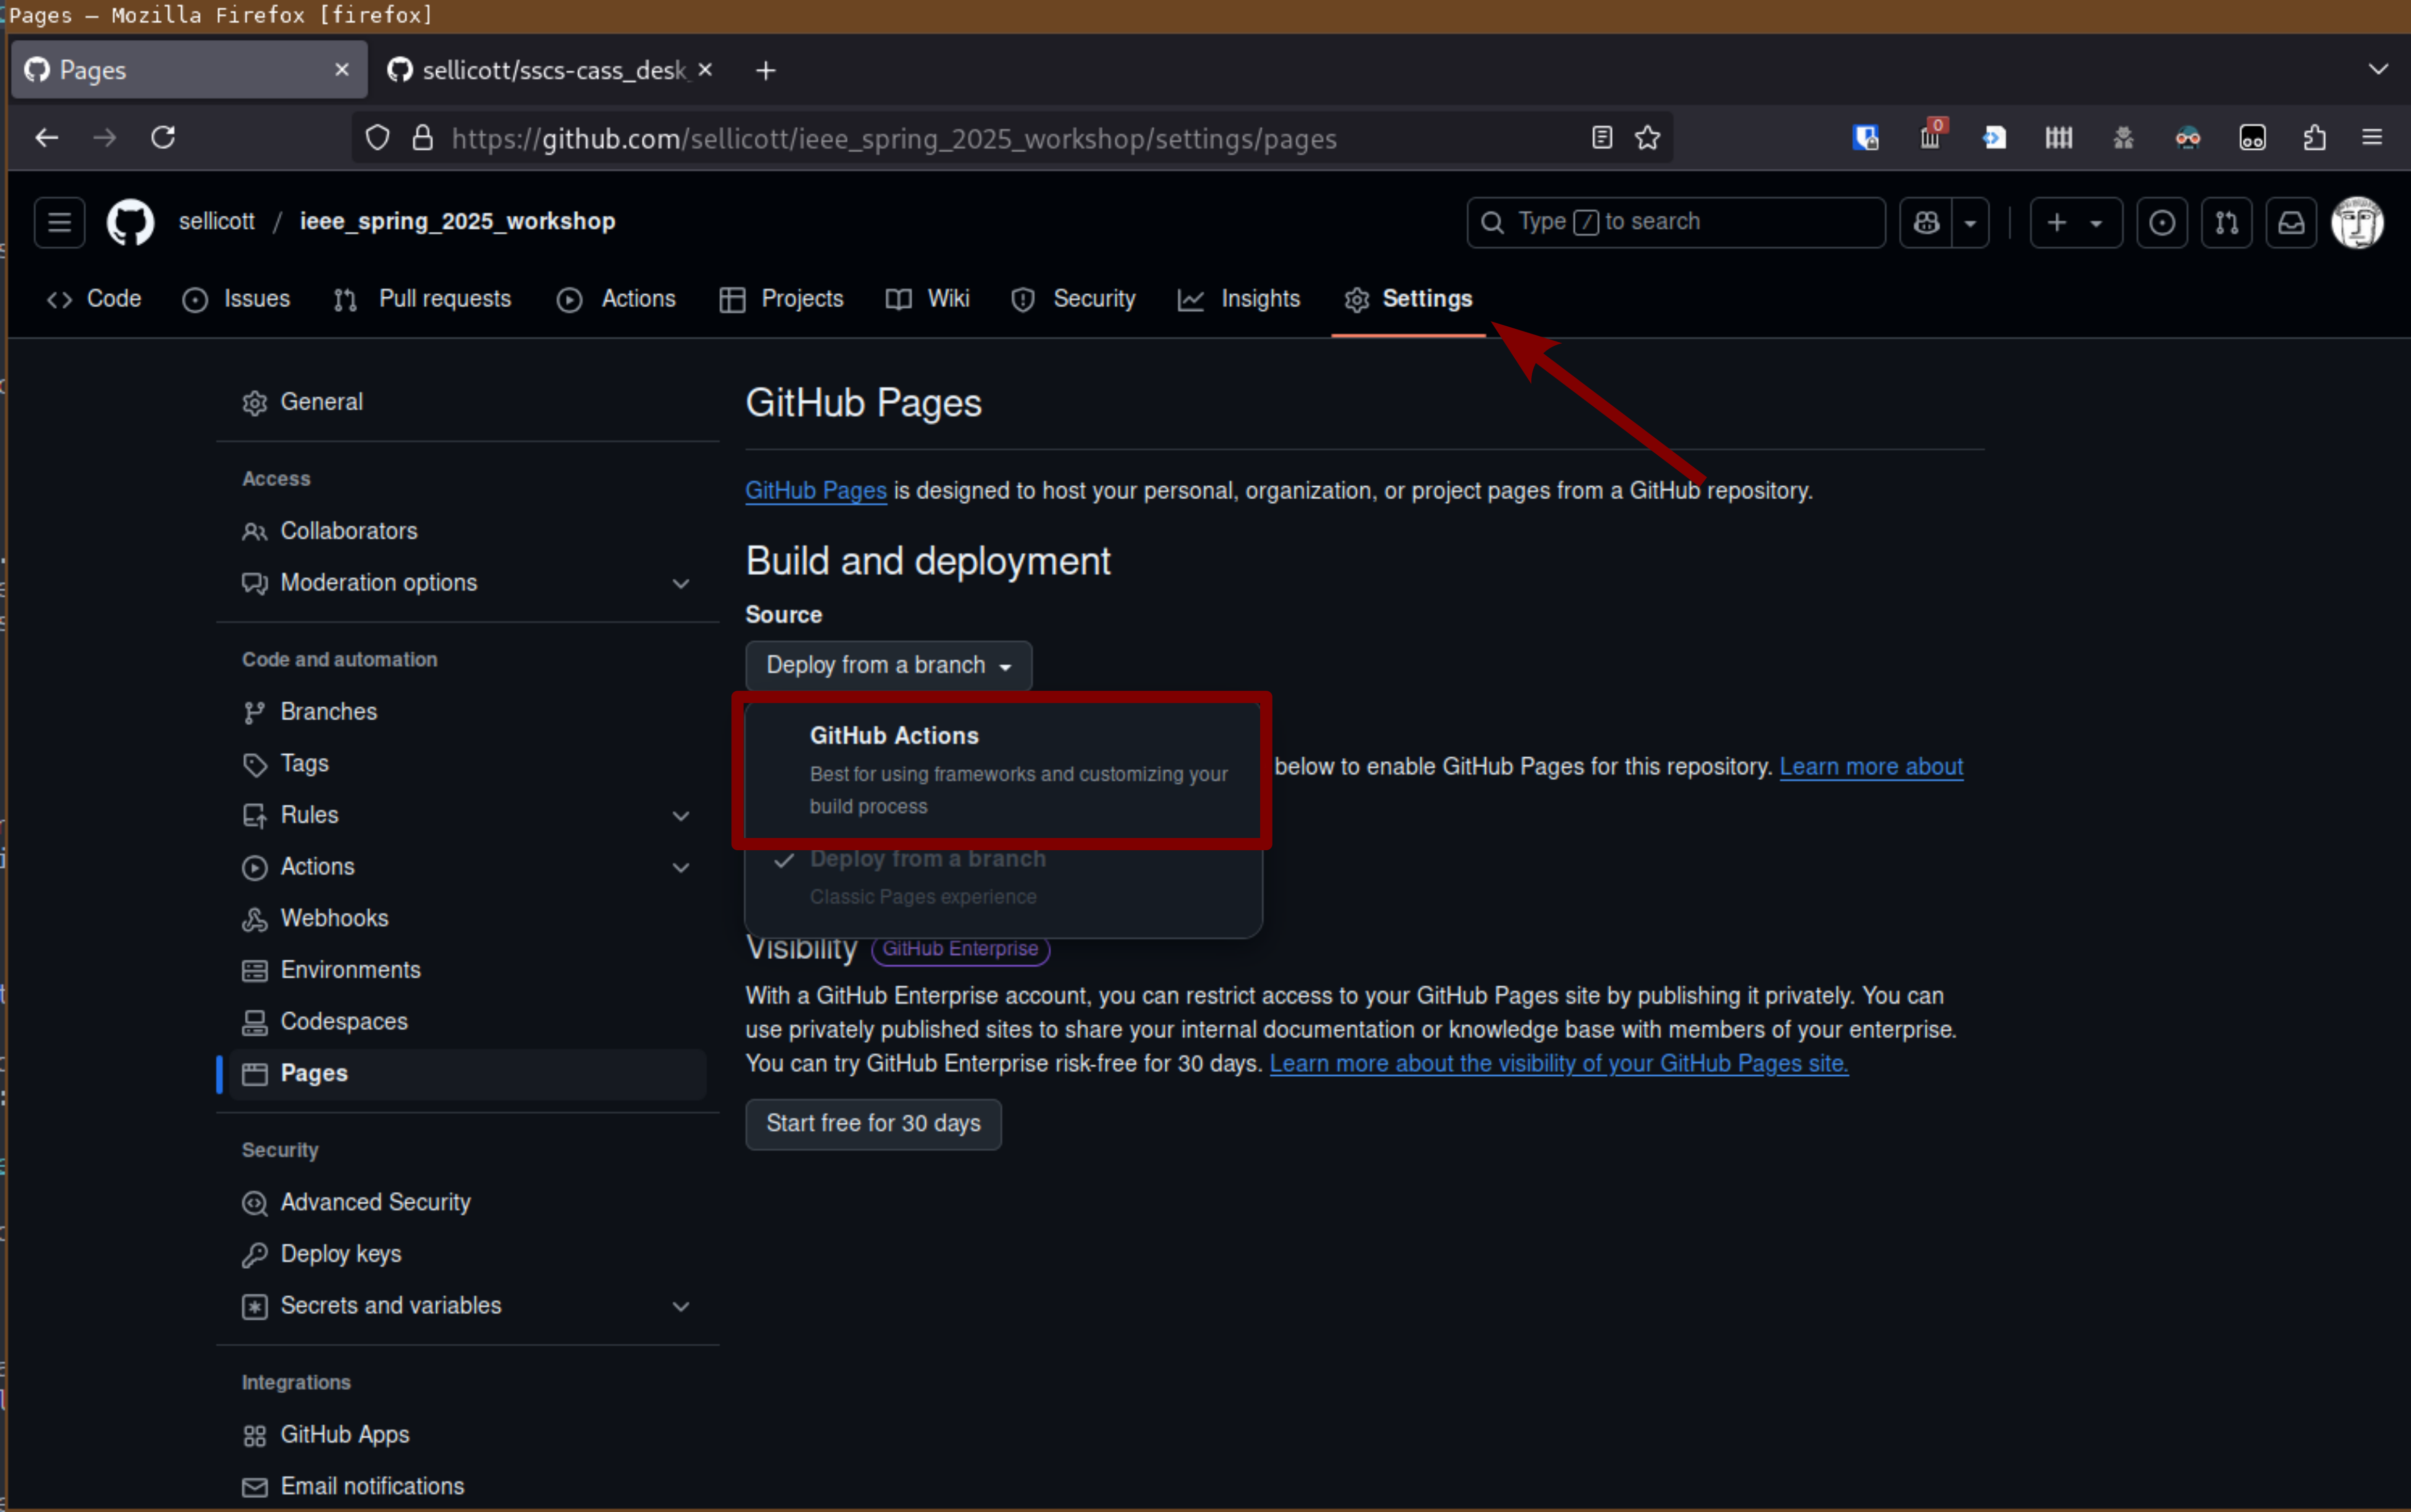 Pages — Mozilla Firefox [firefox]
Pages
sellicott/sscs-cass_desk_
https://github.com/sellicott/ieee_spring_2025_workshop/settings/pages
0
sellicott / ieee_spring_2025_workshop
Type / to search
Code
Issues
Pull requests
Actions
Projects
Wiki
Security
Insights
Settings
General
Access
Collaborators
Moderation options
Code and automation
Branches
Tags
Rules
Actions
Webhooks
Environments
Codespaces
Pages
Security
Advanced Security
Deploy keys
Secrets and variables
Integrations
GitHub Apps
Email notifications
GitHub Pages
GitHub Pages is designed to host your personal, organization, or project pages from a GitHub repository.
Build and deployment
Source
Deploy from a branch
GitHub Actions
Best for using frameworks and customizing your
build process
below to enable GitHub Pages for this repository. Learn more about
Deploy from a branch
Classic Pages experience
Visibility GitHub Enterprise
With a GitHub Enterprise account, you can restrict access to your GitHub Pages site by publishing it privately. You can
use privately published sites to share your internal documentation or knowledge base with members of your enterprise.
You can try GitHub Enterprise risk-free for 30 days. Learn more about the visibility of your GitHub Pages site.
Start free for 30 days